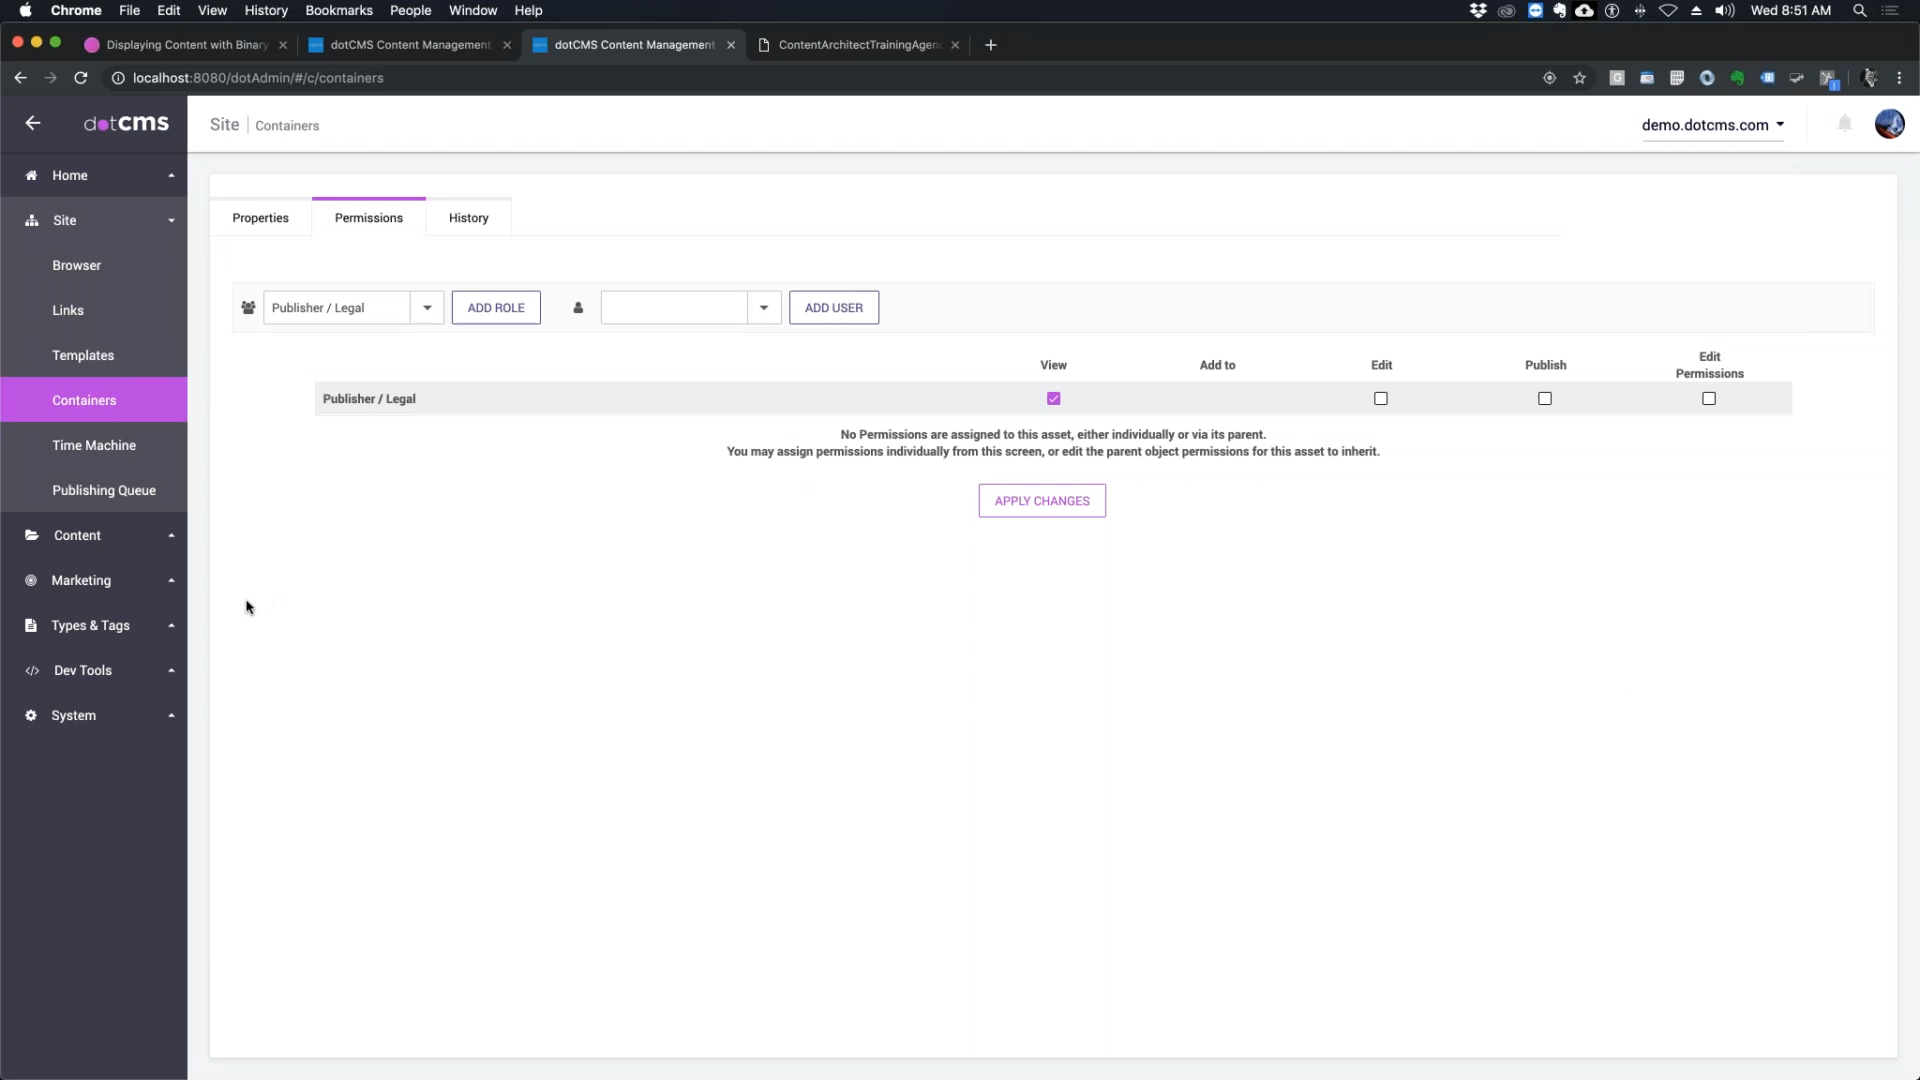 Chrome File Edit View History Bookmarks People Window Help Wed 8:51 AM
Displaying Content with Binary dotCMS Content Management dotCMS Content Management ContentArchitectTrainingAgen
localhost:8080/dotAdmin/#/c/containers
dotCMS
Site Containers
demo.dotcms.com
Home
Site
Browser
Links
Templates
Containers
Time Machine
Publishing Queue
Content
Marketing
Types & Tags
Dev Tools
System
Properties Permissions History
Publisher / Legal ADD ROLE ADD USER
View Add to Edit Publish Edit
Permissions
Publisher / Legal
No Permissions are assigned to this asset, either individually or via its parent.
You may assign permissions individually from this screen, or edit the parent object permissions for this asset to inherit.
APPLY CHANGES